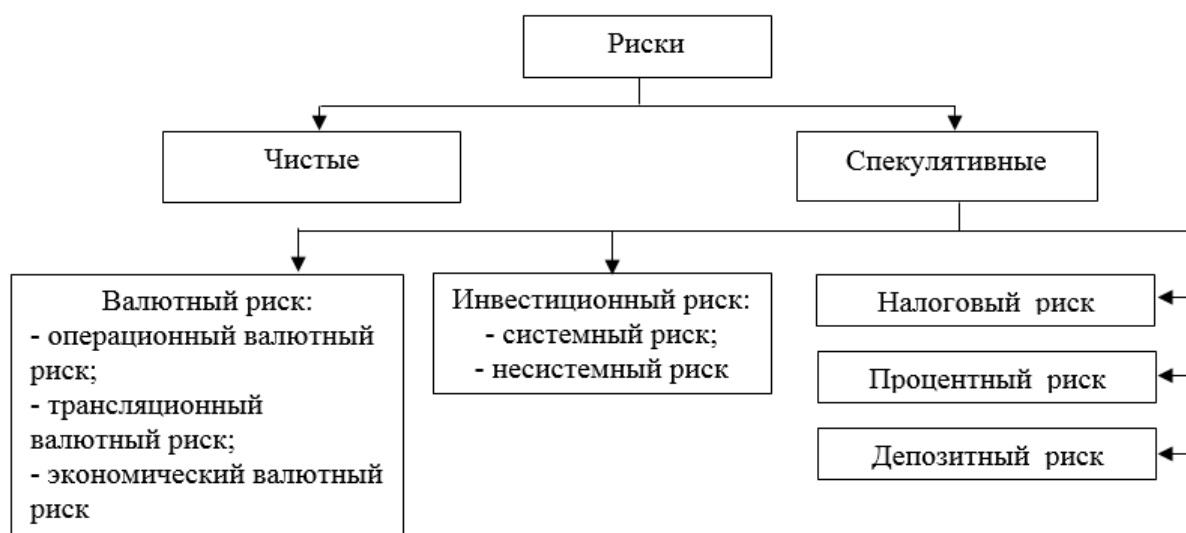 Риски
Чистые
Спекулятивные
Валютный риск:
- операционный валютный
риск;
- трансляционный
валютный риск;
- экономический валютный
риск
Инвестиционный риск:
- системный риск;
- несистемный риск
Налоговый риск
Процентный риск
Депозитный риск